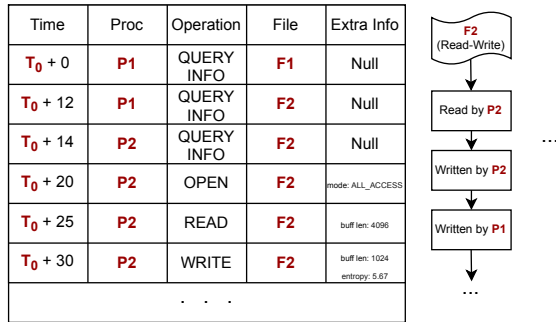 Time Proc Operation File Extra Info
T0 + 0 P1 QUERY INFO F1 Null
T0 + 12 P1 QUERY INFO F2 Null
T0 + 14 P2 QUERY INFO F2 Null
T0 + 20 P2 OPEN F2 mode: ALL_ACCESS
T0 + 25 P2 READ F2 buff len: 4096
T0 + 30 P2 WRITE F2 buff len: 1024
entropy: 5.67
. . .
F2
(Read-Write)
Read by P2
Written by P2
Written by P1
...
...